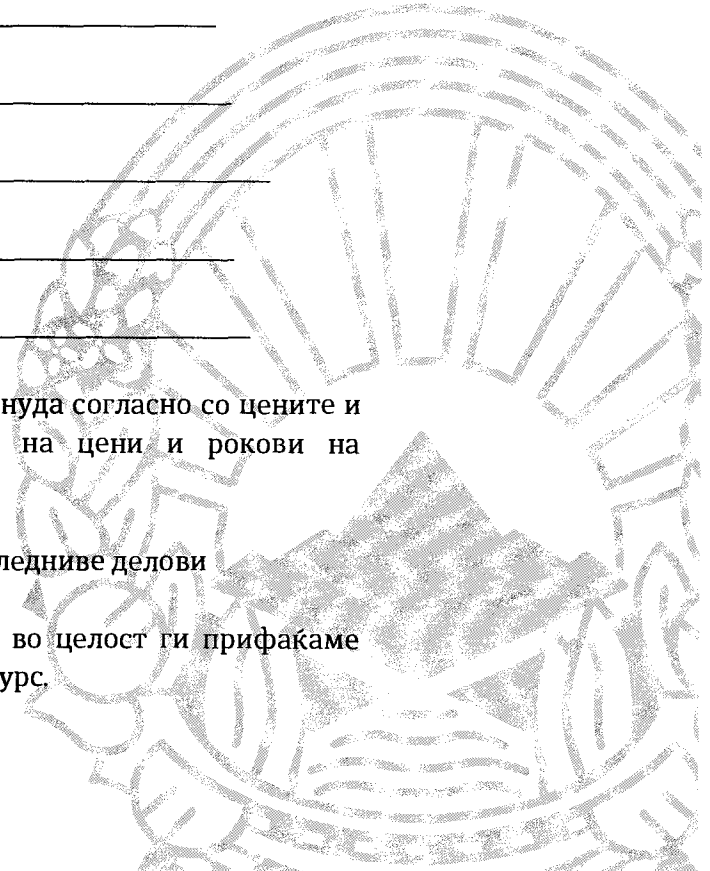 нуда согласно со цените и
на цени и рокови на
ледниве делови
во целост ги прифаќаме
урс.